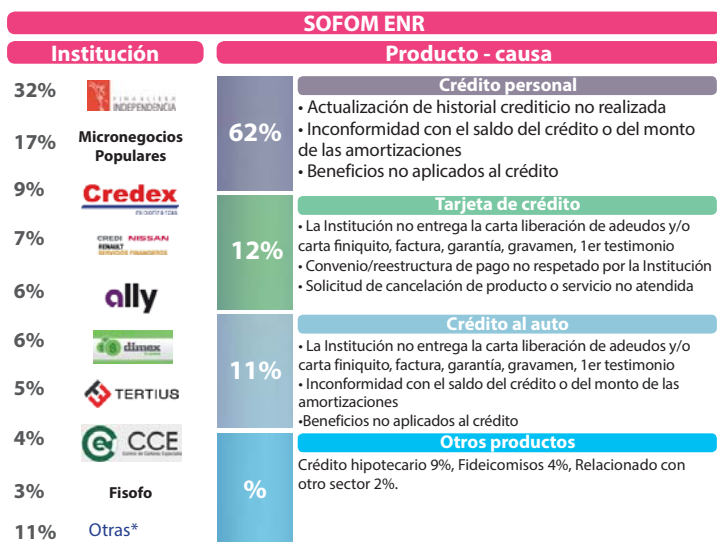 SOFOM ENR
Institución
Producto - causa
32%
FINANCIERA
INDEPENDENCIA
17%
Micronegocios
Populares
9%
Credex
microfinanzas
7%
CREDI NISSAN
RENAULT
SERVICIOS FINANCIEROS
6%
ally
6%
dimex
5%
TERTIUS
4%
CCE
3%
Fisofo
11%
Otras*
62%
Crédito personal
• Actualización de historial crediticio no realizada
• Inconformidad con el saldo del crédito o del monto
de las amortizaciones
• Beneficios no aplicados al crédito
12%
Tarjeta de crédito
• La Institución no entrega la carta liberación de adeudos y/o
carta finiquito, factura, garantía, gravamen, 1er testimonio
• Convenio/reestructura de pago no respetado por la Institución
• Solicitud de cancelación de producto o servicio no atendida
11%
Crédito al auto
• La Institución no entrega la carta liberación de adeudos y/o
carta finiquito, factura, garantía, gravamen, 1er testimonio
• Inconformidad con el saldo del crédito o del monto de las
amortizaciones
•Beneficios no aplicados al crédito
%
Otros productos
Crédito hipotecario 9%, Fideicomisos 4%, Relacionado con
otro sector 2%.